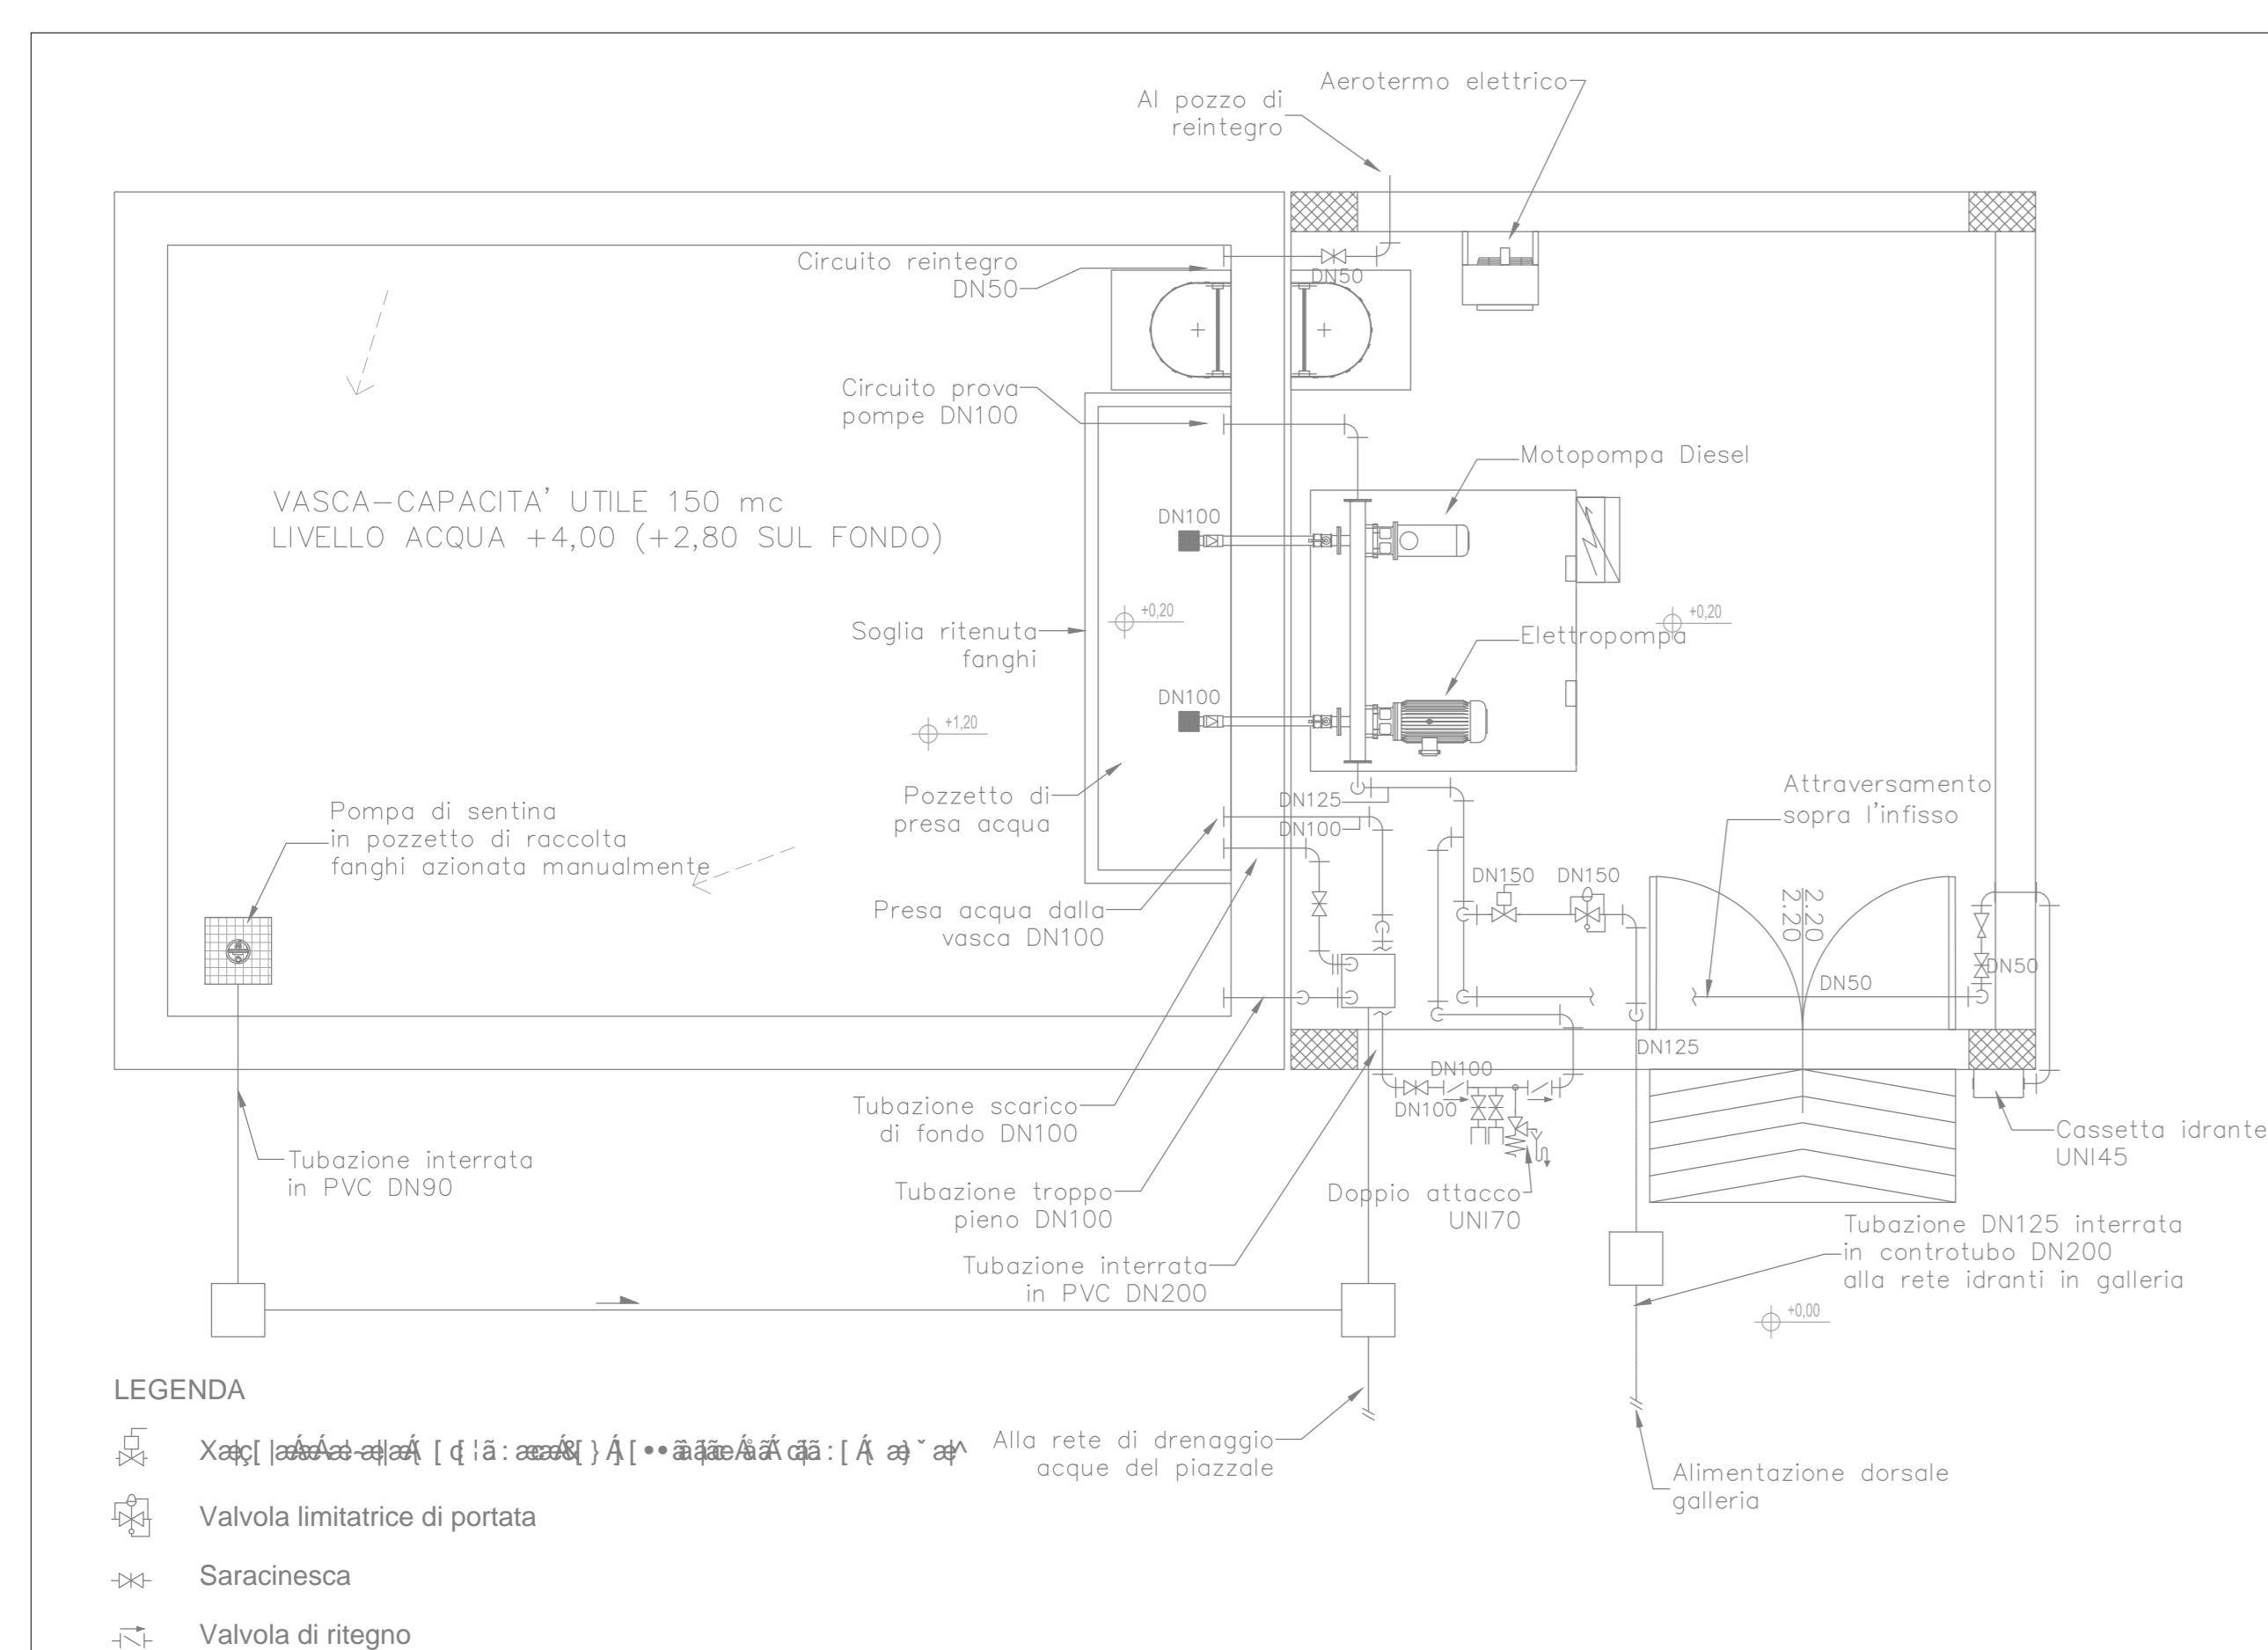 Aerotermo elettrico
Al pozzo di
reintegro
Circuito reintegro
DN50
DN50
Circuito prova
pompe DN100
Motopompa Diesel
VASCA-CAPACITA' UTILE 150 mc
LIVELLO ACQUA +4,00 (+2,80 SUL FONDO)
DN100
+0,20
+0,20
Soglia ritenuta
fanghi
Elettropompa
DN100
+1,20
Pozzetto di
presa acqua
DN125
DN100
Attraversamento
sopra l'infisso
Pompa di sentina
in pozzetto di raccolta
fanghi azionata manualmente
DN150
DN150
Presa acqua dalla
vasca DN100
2.20
2.20
DN50
DN50
DN125
DN100
DN100
Tubazione scarico
di fondo DN100
Cassetta idrante
UNI45
Tubazione interrata
in PVC DN90
Tubazione troppo
pieno DN100
Doppio attacco
UNI70
Tubazione DN125 interrata
in controtubo DN200
alla rete idranti in galleria
Tubazione interrata
in PVC DN200
+0,00
LEGENDA
Alla rete di drenaggio
acque del piazzale
Alimentazione dorsale
galleria
Valvola limitatrice di portata
Saracinesca
Valvola di ritegno